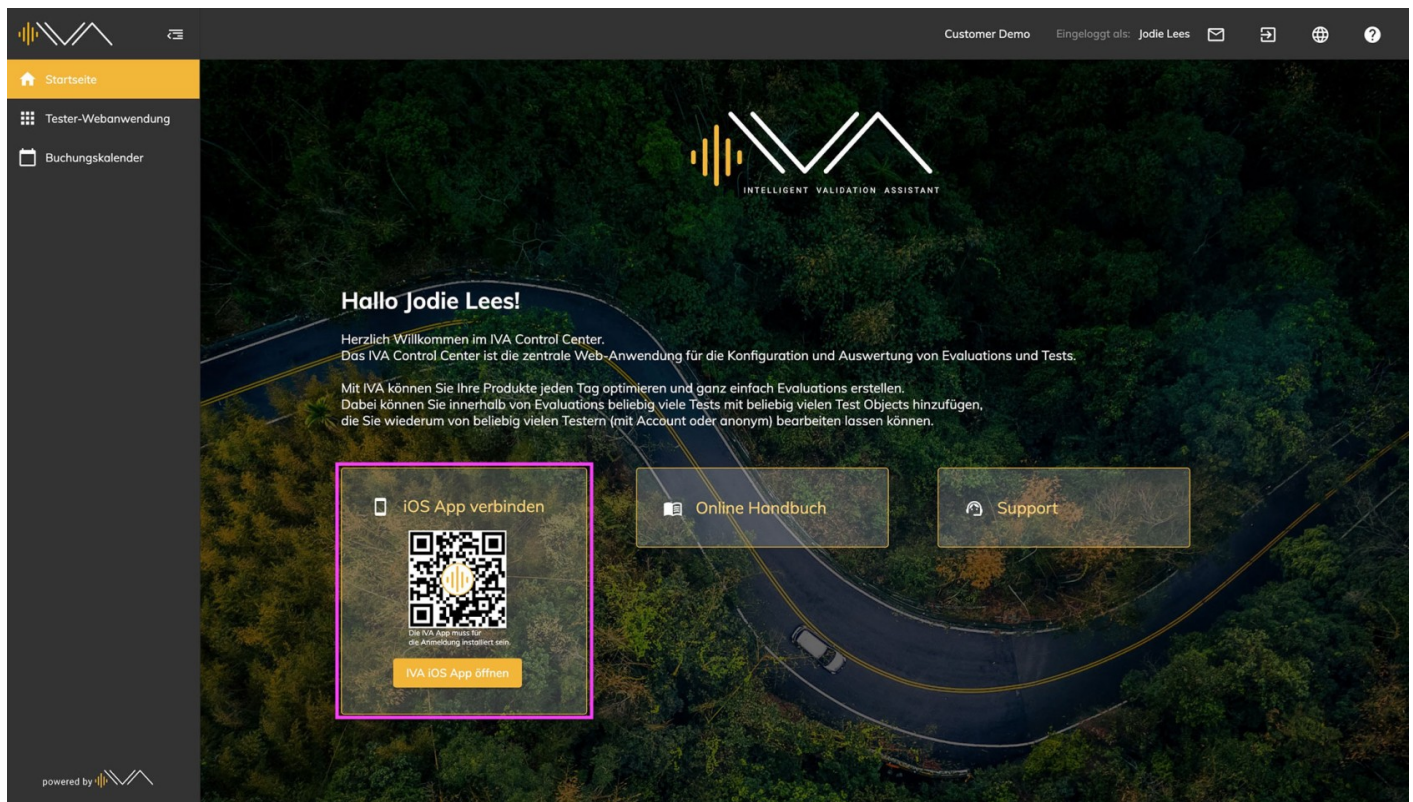 IVA
Customer Demo
Eingeloggt als: Jodie Lees
Startseite
Tester-Webanwendung
Buchungskalender
IVA
INTELLIGENT VALIDATION ASSISTANT
Hallo Jodie Lees!
Herzlich Willkommen im IVA Control Center.
Das IVA Control Center ist die zentrale Web-Anwendung für die Konfiguration und Auswertung von Evaluations und Tests.
Mit IVA können Sie Ihre Produkte jeden Tag optimieren und ganz einfach Evaluations erstellen.
Dabei können Sie innerhalb von Evaluations beliebig viele Tests mit beliebig vielen Test Objects hinzufügen,
die Sie wiederum von beliebig vielen Testern (mit Account oder anonym) bearbeiten lassen können.
iOS App verbinden
Die IVA App muss für
die Anmeldung installiert sein
IVA iOS App öffnen
Online Handbuch
Support
powered by IVA